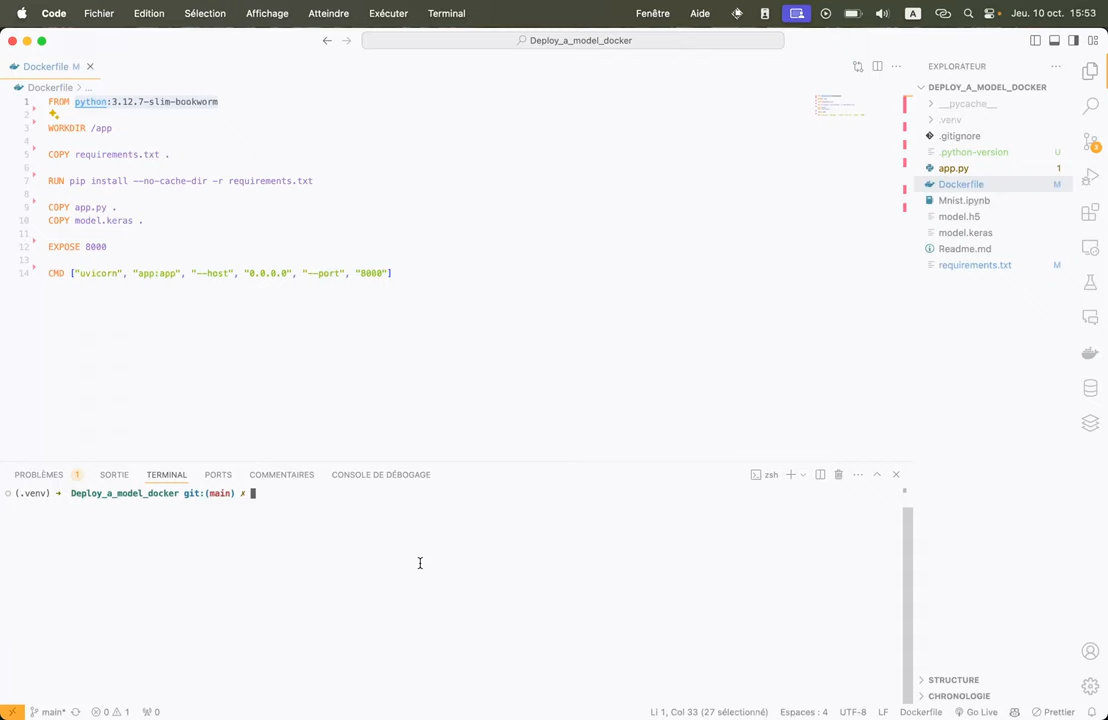 Code Fichier Edition Sélection Affichage Atteindre Exécuter Terminal Fenêtre Aide A Jeu. 10 oct. 15:53
Deploy_a_model_docker
Dockerfile M
Dockerfile > ...
1 FROM python:3.12.7-slim-bookworm
2
3 WORKDIR /app
4
5 COPY requirements.txt .
6
7 RUN pip install --no-cache-dir -r requirements.txt
8
9 COPY app.py .
10 COPY model.keras .
11
12 EXPOSE 8000
13
14 CMD ["uvicorn", "app:app", "--host", "0.0.0.0", "--port", "8080"]
EXPLORATEUR ...
DEPLOY_A_MODEL_DOCKER
__pycache__
.venv
.gitignore
.python-version U
app.py 1
Dockerfile M
Mnist.ipynb
model.h5
model.keras
Readme.md
requirements.txt M
3
STRUCTURE
CHRONOLOGIE
PROBLÈMES 1 SORTIE TERMINAL PORTS COMMENTAIRES CONSOLE DE DÉBOGAGE zsh
(.venv) → Deploy_a_model_docker git:(main) ✗
main* 0 1 0 Li 1, Col 33 (27 sélectionné) Espaces : 4 UTF-8 LF Dockerfile Go Live Prettier